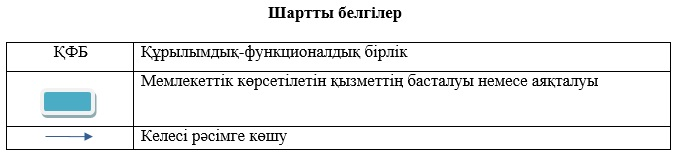 Шартты белгілер
ҚФБ Құрылымдық-функционалдық бірлік
Мемлекеттік көрсетілетін қызметтің басталуы немесе аяқталуы
Келесі рәсімге көшу